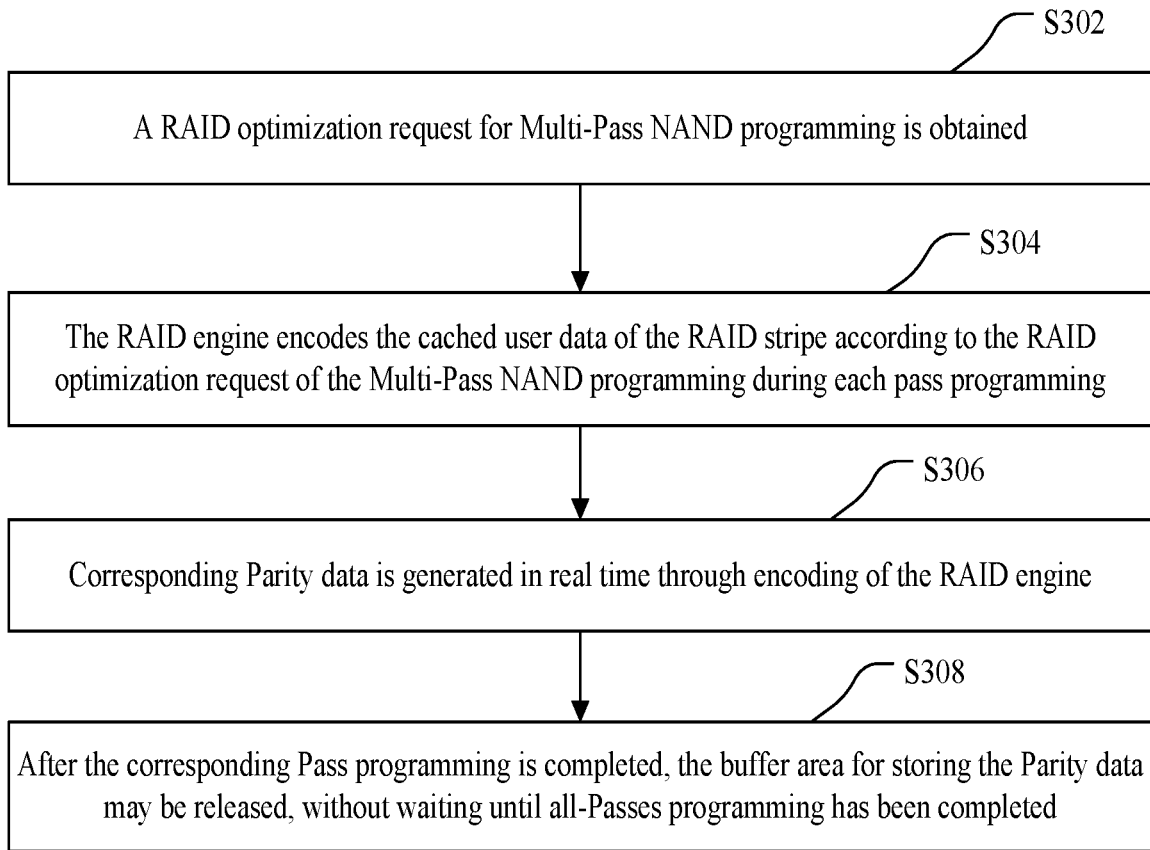 S302
A RAID optimization request for Multi-Pass NAND programming is obtained
S304
The RAID engine encodes the cached user data of the RAID stripe according to the RAID
optimization request of the Multi-Pass NAND programming during each pass programming
S306
Corresponding Parity data is generated in real time through encoding of the RAID engine
S308
After the corresponding Pass programming is completed, the buffer area for storing the Parity data
may be released, without waiting until all-Passes programming has been completed